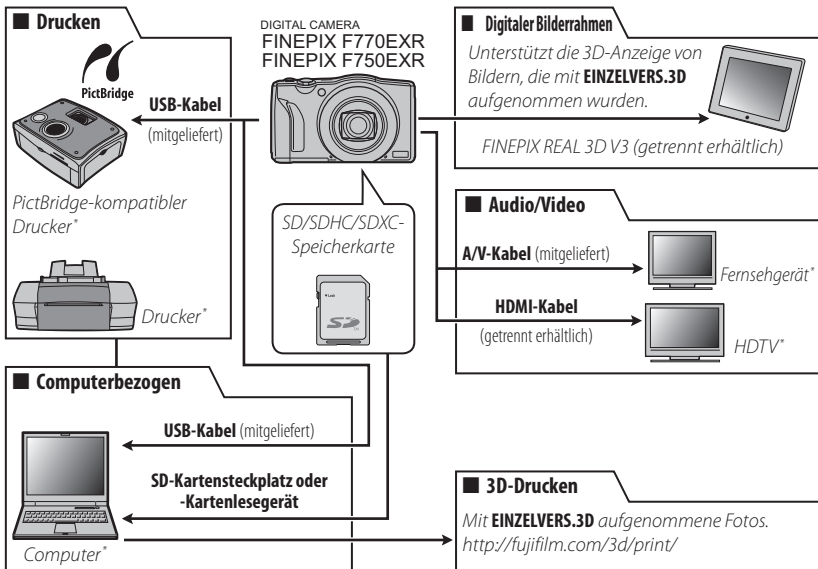 ■ Drucken
PictBridge
USB-Kabel
(mitgeliefert)
PictBridge-kompatibler
Drucker*
Drucker*
DIGITAL CAMERA
FINEPIX F770EXR
FINEPIX F750EXR
SD/SDHC/SDXC-
Speicherkarte
■ Digitaler Bilderrahmen
Unterstützt die 3D-Anzeige von
Bildern, die mit EINZELVERS.3D
aufgenommen wurden.
FINEPIX REAL 3D V3 (getrennt erhältlich)
■ Audio/Video
A/V-Kabel (mitgeliefert)
Fernsehgerät*
HDMI-Kabel
(getrennt erhältlich)
HDTV*
■ Computerbezogen
USB-Kabel (mitgeliefert)
SD-Kartensteckplatz oder
-Kartenlesegerät
Computer*
■ 3D-Drucken
Mit EINZELVERS.3D aufgenommene Fotos.
http://fujifilm.com/3d/print/